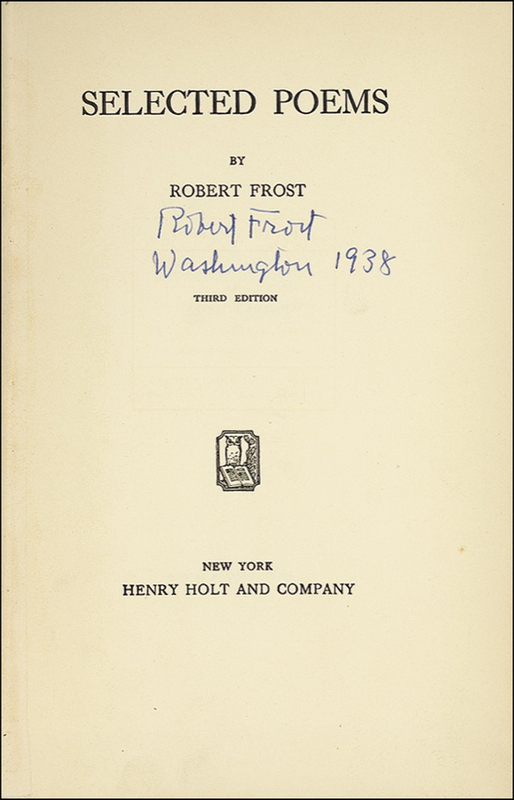 SELECTED POEMS
BY
ROBERT FROST
Robert Frost
Washington 1938
THIRD EDITION
NEW YORK
HENRY HOLT AND COMPANY